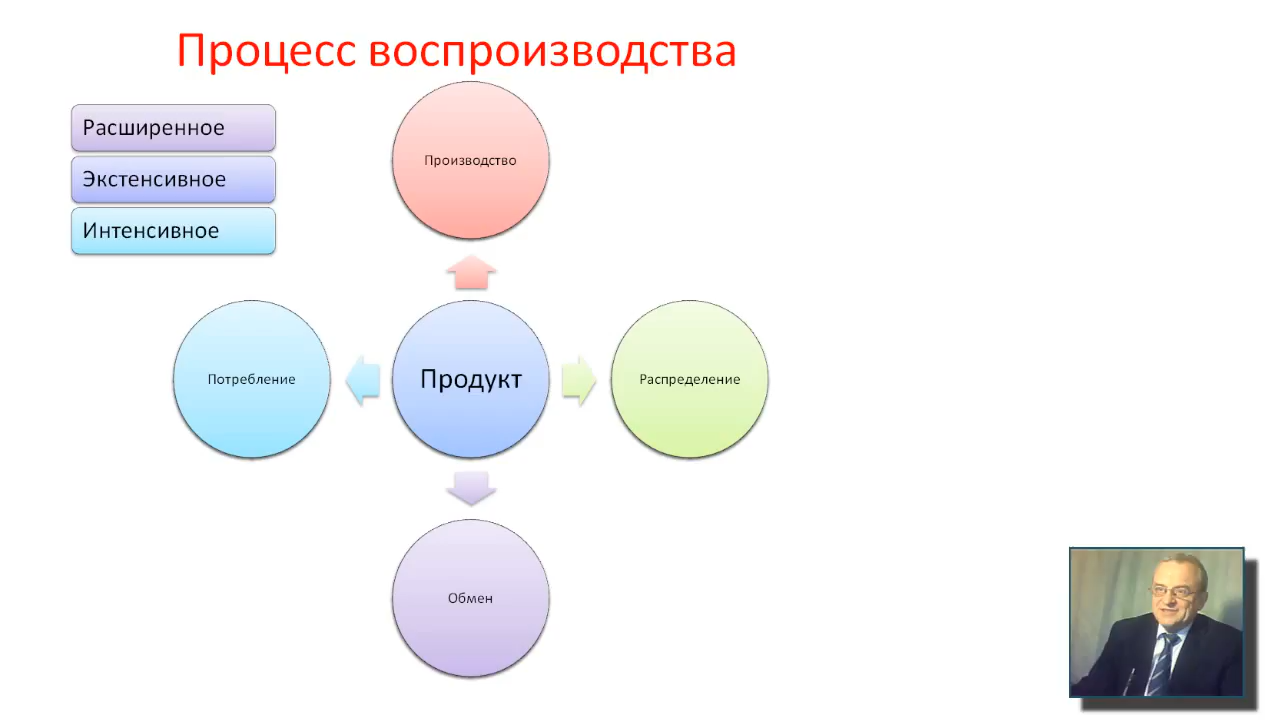 Процесс воспроизводства
Расширенное
Экстенсивное
Интенсивное
Производство
Потребление
Продукт
Распределение
Обмен